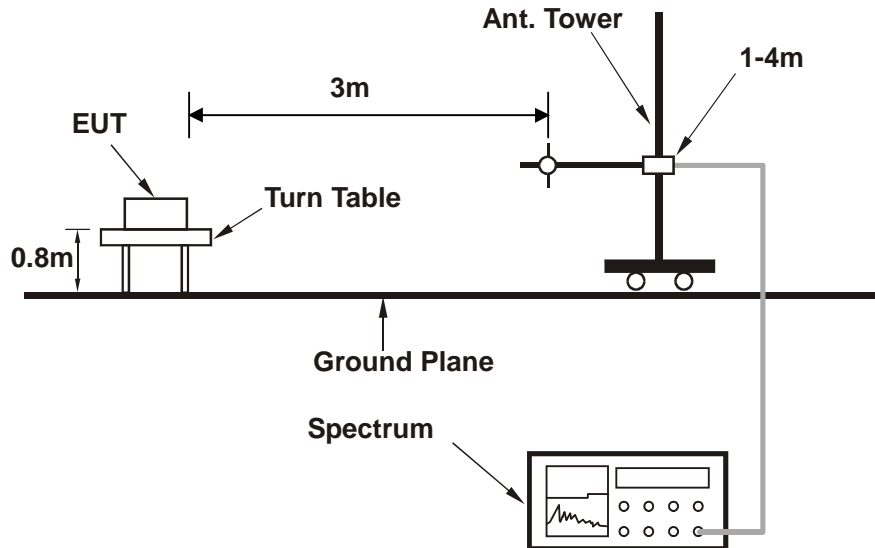 Ant. Tower
1-4m
3m
EUT
Turn Table
0.8m
Ground Plane
Spectrum